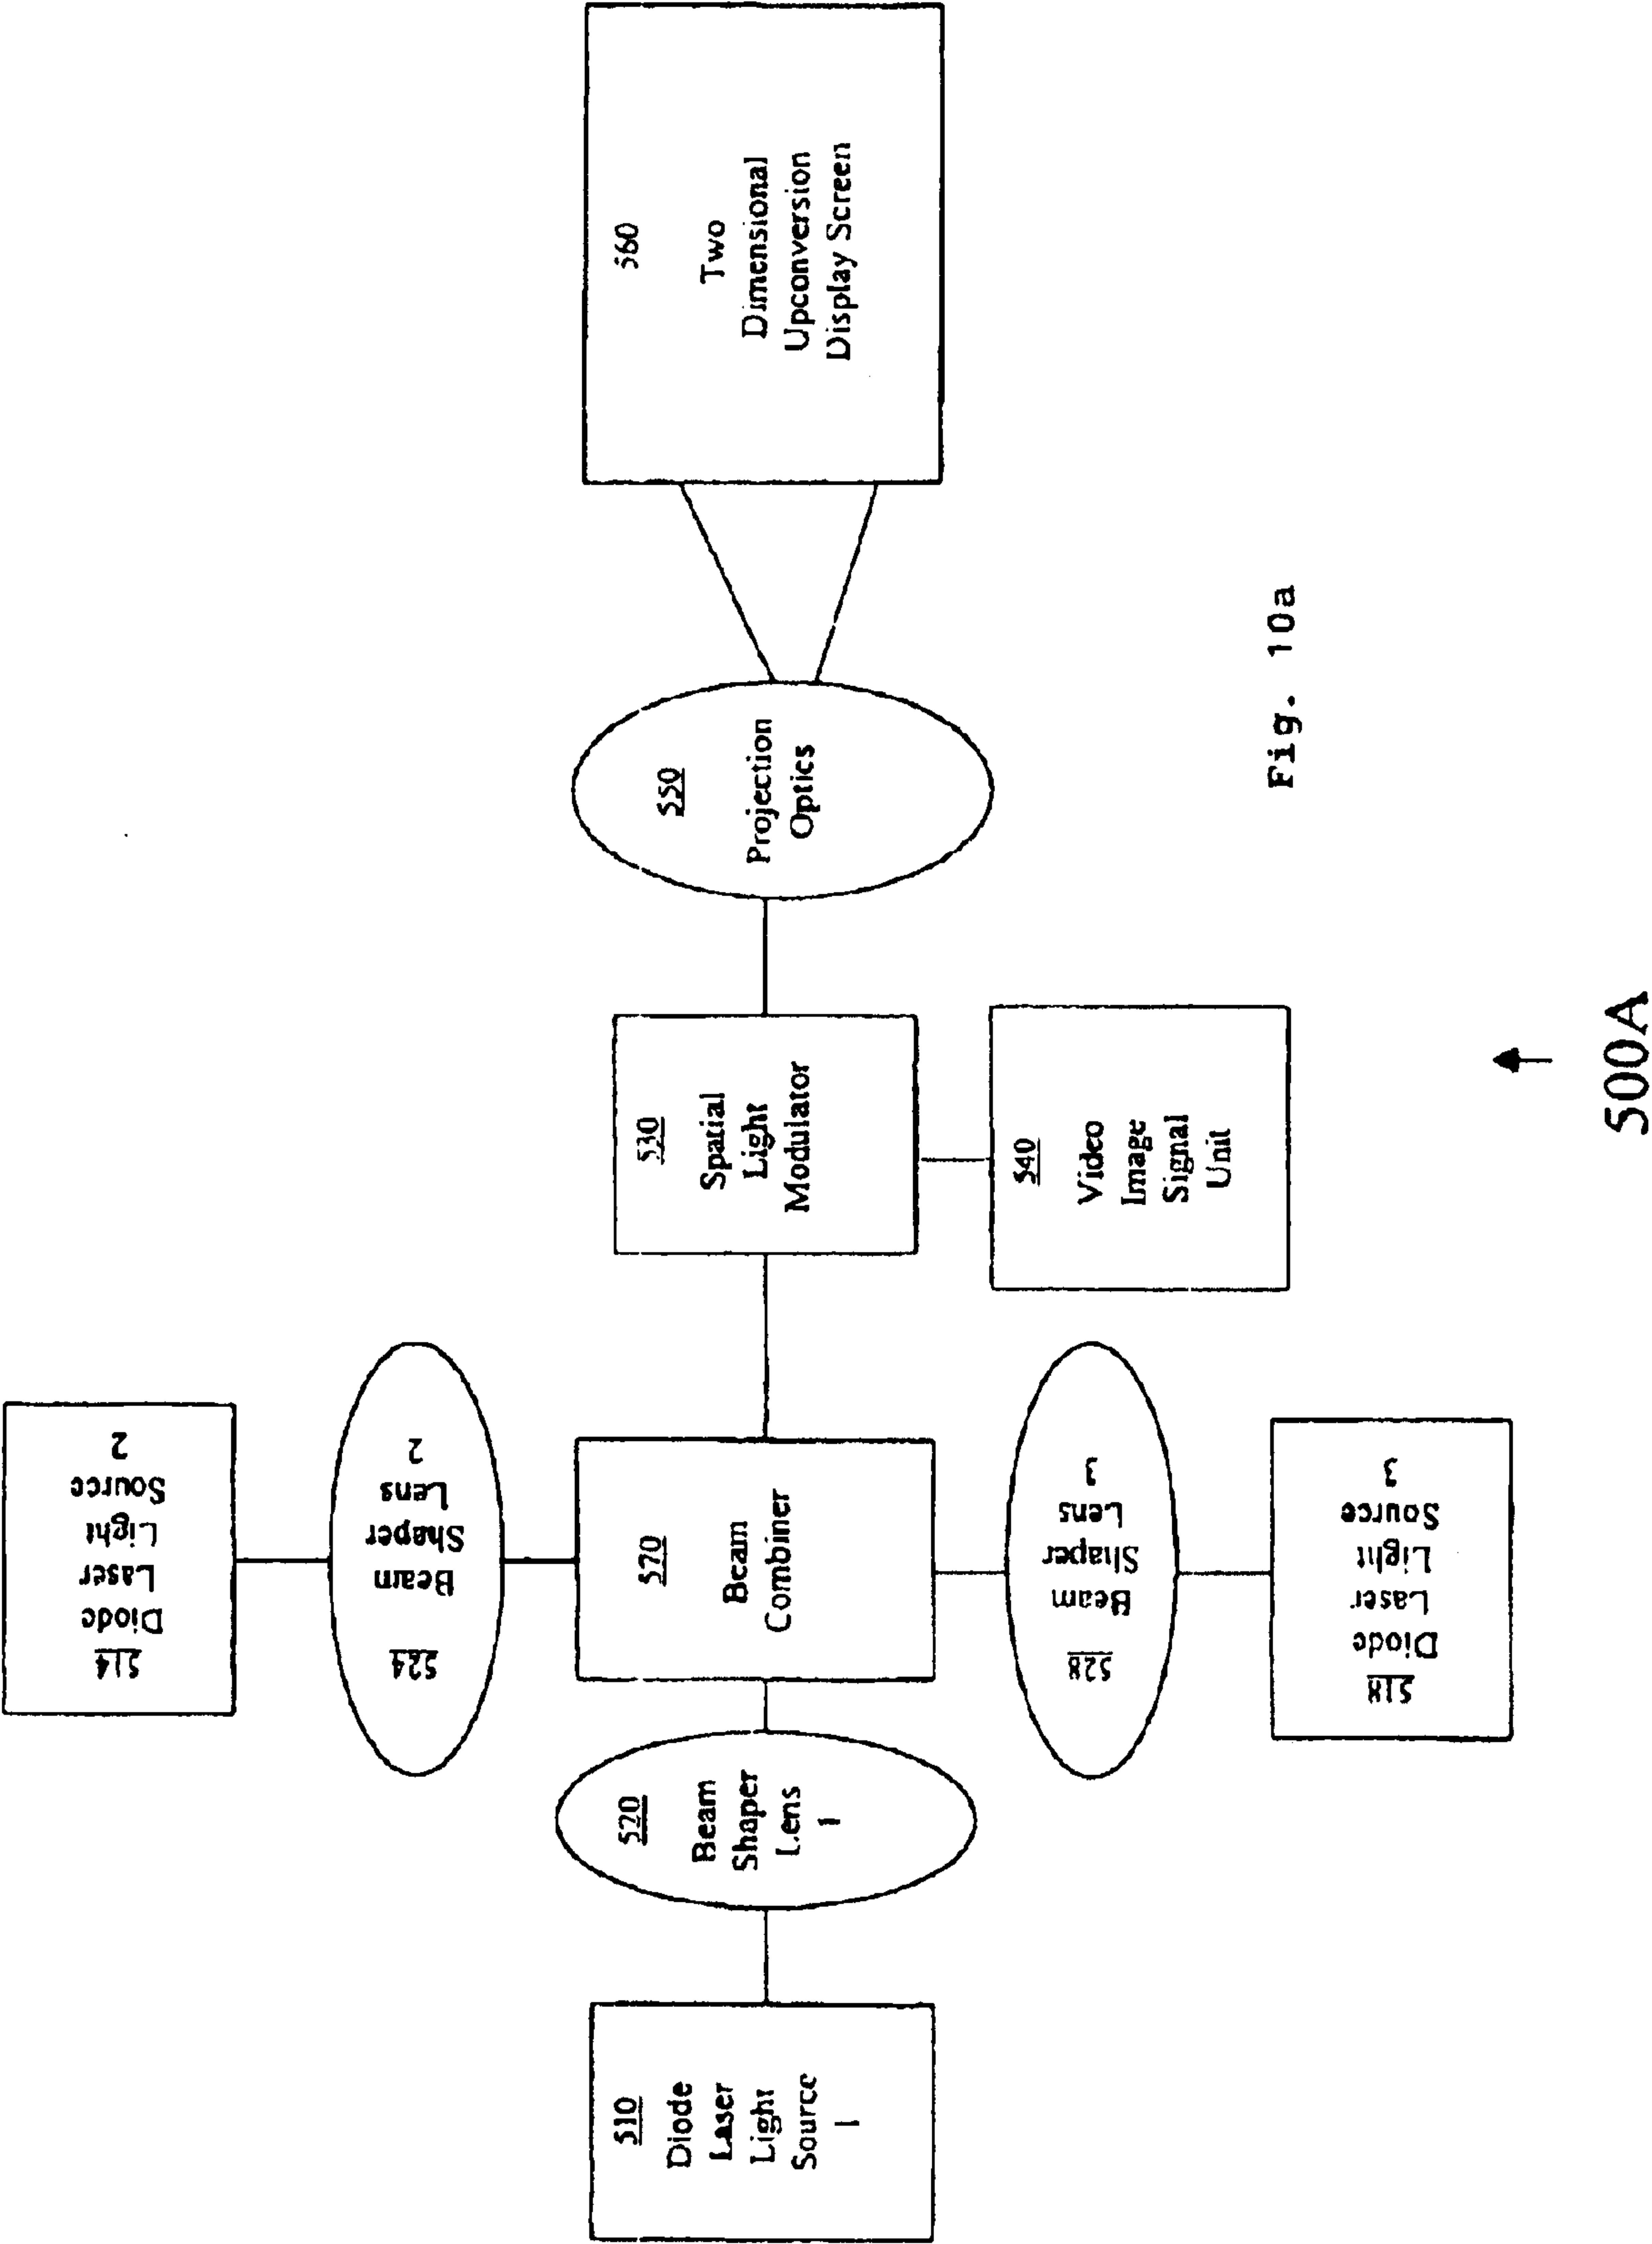 514
Diode
Laser
Light
Source
2
524
Beam
Shaper
Lens
2
510
Diode
Laser
Light
Source
1
520
Beam
Shaper
Lens
1
570
Beam
Combiner
530
Spatial
Light
Modulator
550
Projection
Optics
560
Two
Dimensional
Upconversion
Display Screen
528
Beam
Shaper
Lens
3
518
Diode
Laser
Light
Source
3
540
Video
Image
Signal
Unit
Fig. 10a
500A